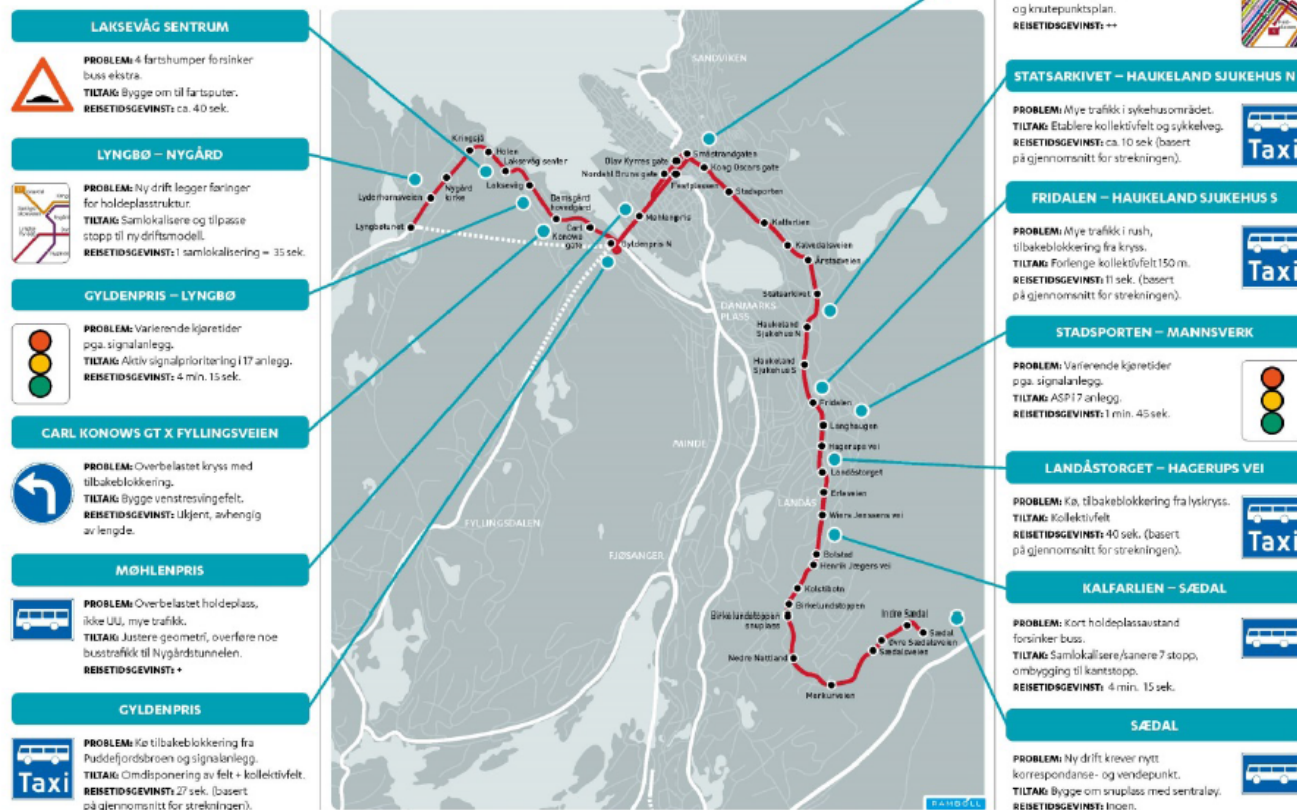 LAKSEVÅG SENTRUM
PROBLEM: 4 fartshumper forsinker
buss ekstra.
TILTAK: Bygge om til fartsputer.
REISETIDSGEVINST: ca. 40 sek.
LYNGBØ – NYGÅRD
PROBLEM: Ny drift legger føringer
for holdeplasstruktur.
TILTAK: Samlokalisere og tilpasse
stopp til ny driftsmodell.
REISETIDSGEVINST: 1 samlokalisering = 35 sek.
GYLDENPRIS – LYNGBØ
PROBLEM: Varierende kjøretider
pga. signalanlegg.
TILTAK: Aktiv signalprioritering i 17 anlegg.
REISETIDSGEVINST: 4 min. 15 sek.
CARL KONOWS GT X FYLLINGSVEIEN
PROBLEM: Overbelastet kryss med
tilbakeblokkering.
TILTAK: Bygge venstresvingefelt.
REISETIDSGEVINST: Ukjent, avhengig
av lengde.
MØHLENPRIS
PROBLEM: Overbelastet holdeplass,
ikke UU, mye trafikk.
TILTAK: Justere geometri, overføre noe
busstrafikk til Nygårdstunnelen.
REISETIDSGEVINST: +
GYLDENPRIS
PROBLEM: Kø tilbakeblokkering fra
Puddefjordsbroen og signalanlegg.
TILTAK: Omdisponering av felt + kollektivfelt.
REISETIDSGEVINST: 27 sek. (basert
på gjennomsnitt for strekningen).
Taxi
SANDVIKEN
Kringsjå
Holen
Laksevåg senter
Laksevåg
Nygård
kirke
Lyderhornsveien
Lyngbøtunet
Damsgård
hovedgård
Carl
Konows
gate
Gyldenpris N
Møhlenpris
Olav Kyrres gate
Nordahl Bruns gate
Festplassen
Småstrandgaten
Kong Oscars gate
Stadsporten
Kalfarlien
Kalvedalsveien
Årstadveien
Statsarkivet
DANMARKS
PLASS
Haukeland
Sjukehus N
Haukeland
Sjukehus S
Fridalen
Langhaugen
MINDE
Hagerups vei
Landåstorget
Erleveien
LANDÅS
Wiers Jenssens vei
FYLLINGSDALEN
FJØSANGER
Bolstad
Henrik Jægers vei
Kolstibotn
Birkelundstoppen
Birkelundstoppen
snuplass
Nedre Nattland
Merkurveien
Indre Sædal
Sædal
Øvre Sædalsveien
Sædalsveien
RAMBOLL
og knutepunktsplan.
REISETIDSGEVINST: ++
STATSARKIVET – HAUKELAND SJUKEHUS N
PROBLEM: Mye trafikk i sykehusområdet.
TILTAK: Etablere kollektivfelt og sykkelveg.
REISETIDSGEVINST: ca. 10 sek (basert
på gjennomsnitt for strekningen).
Taxi
FRIDALEN – HAUKELAND SJUKEHUS S
PROBLEM: Mye trafikk i rush,
tilbakeblokkering fra kryss.
TILTAK: Forlenge kollektivfelt 150 m.
REISETIDSGEVINST: 11 sek. (basert
på gjennomsnitt for strekningen).
Taxi
STADSPORTEN – MANNSVERK
PROBLEM: Varierende kjøretider
pga. signalanlegg.
TILTAK: ASP i 7 anlegg.
REISETIDSGEVINST: 1 min. 45 sek.
LANDÅSTORGET – HAGERUPS VEI
PROBLEM: Kø, tilbakeblokkering fra lyskryss.
TILTAK: Kollektivfelt
REISETIDSGEVINST: 40 sek. (basert
på gjennomsnitt for strekningen).
Taxi
KALFARLIEN – SÆDAL
PROBLEM: Kort holdeplassavstand
forsinker buss.
TILTAK: Samlokalisere/sanere 7 stopp,
ombygging til kantstopp.
REISETIDSGEVINST: 4 min. 15 sek.
SÆDAL
PROBLEM: Ny drift krever nytt
korrespondanse- og vendepunkt.
TILTAK: Bygge om snuplass med sentraløy.
REISETIDSGEVINST: Ingen.